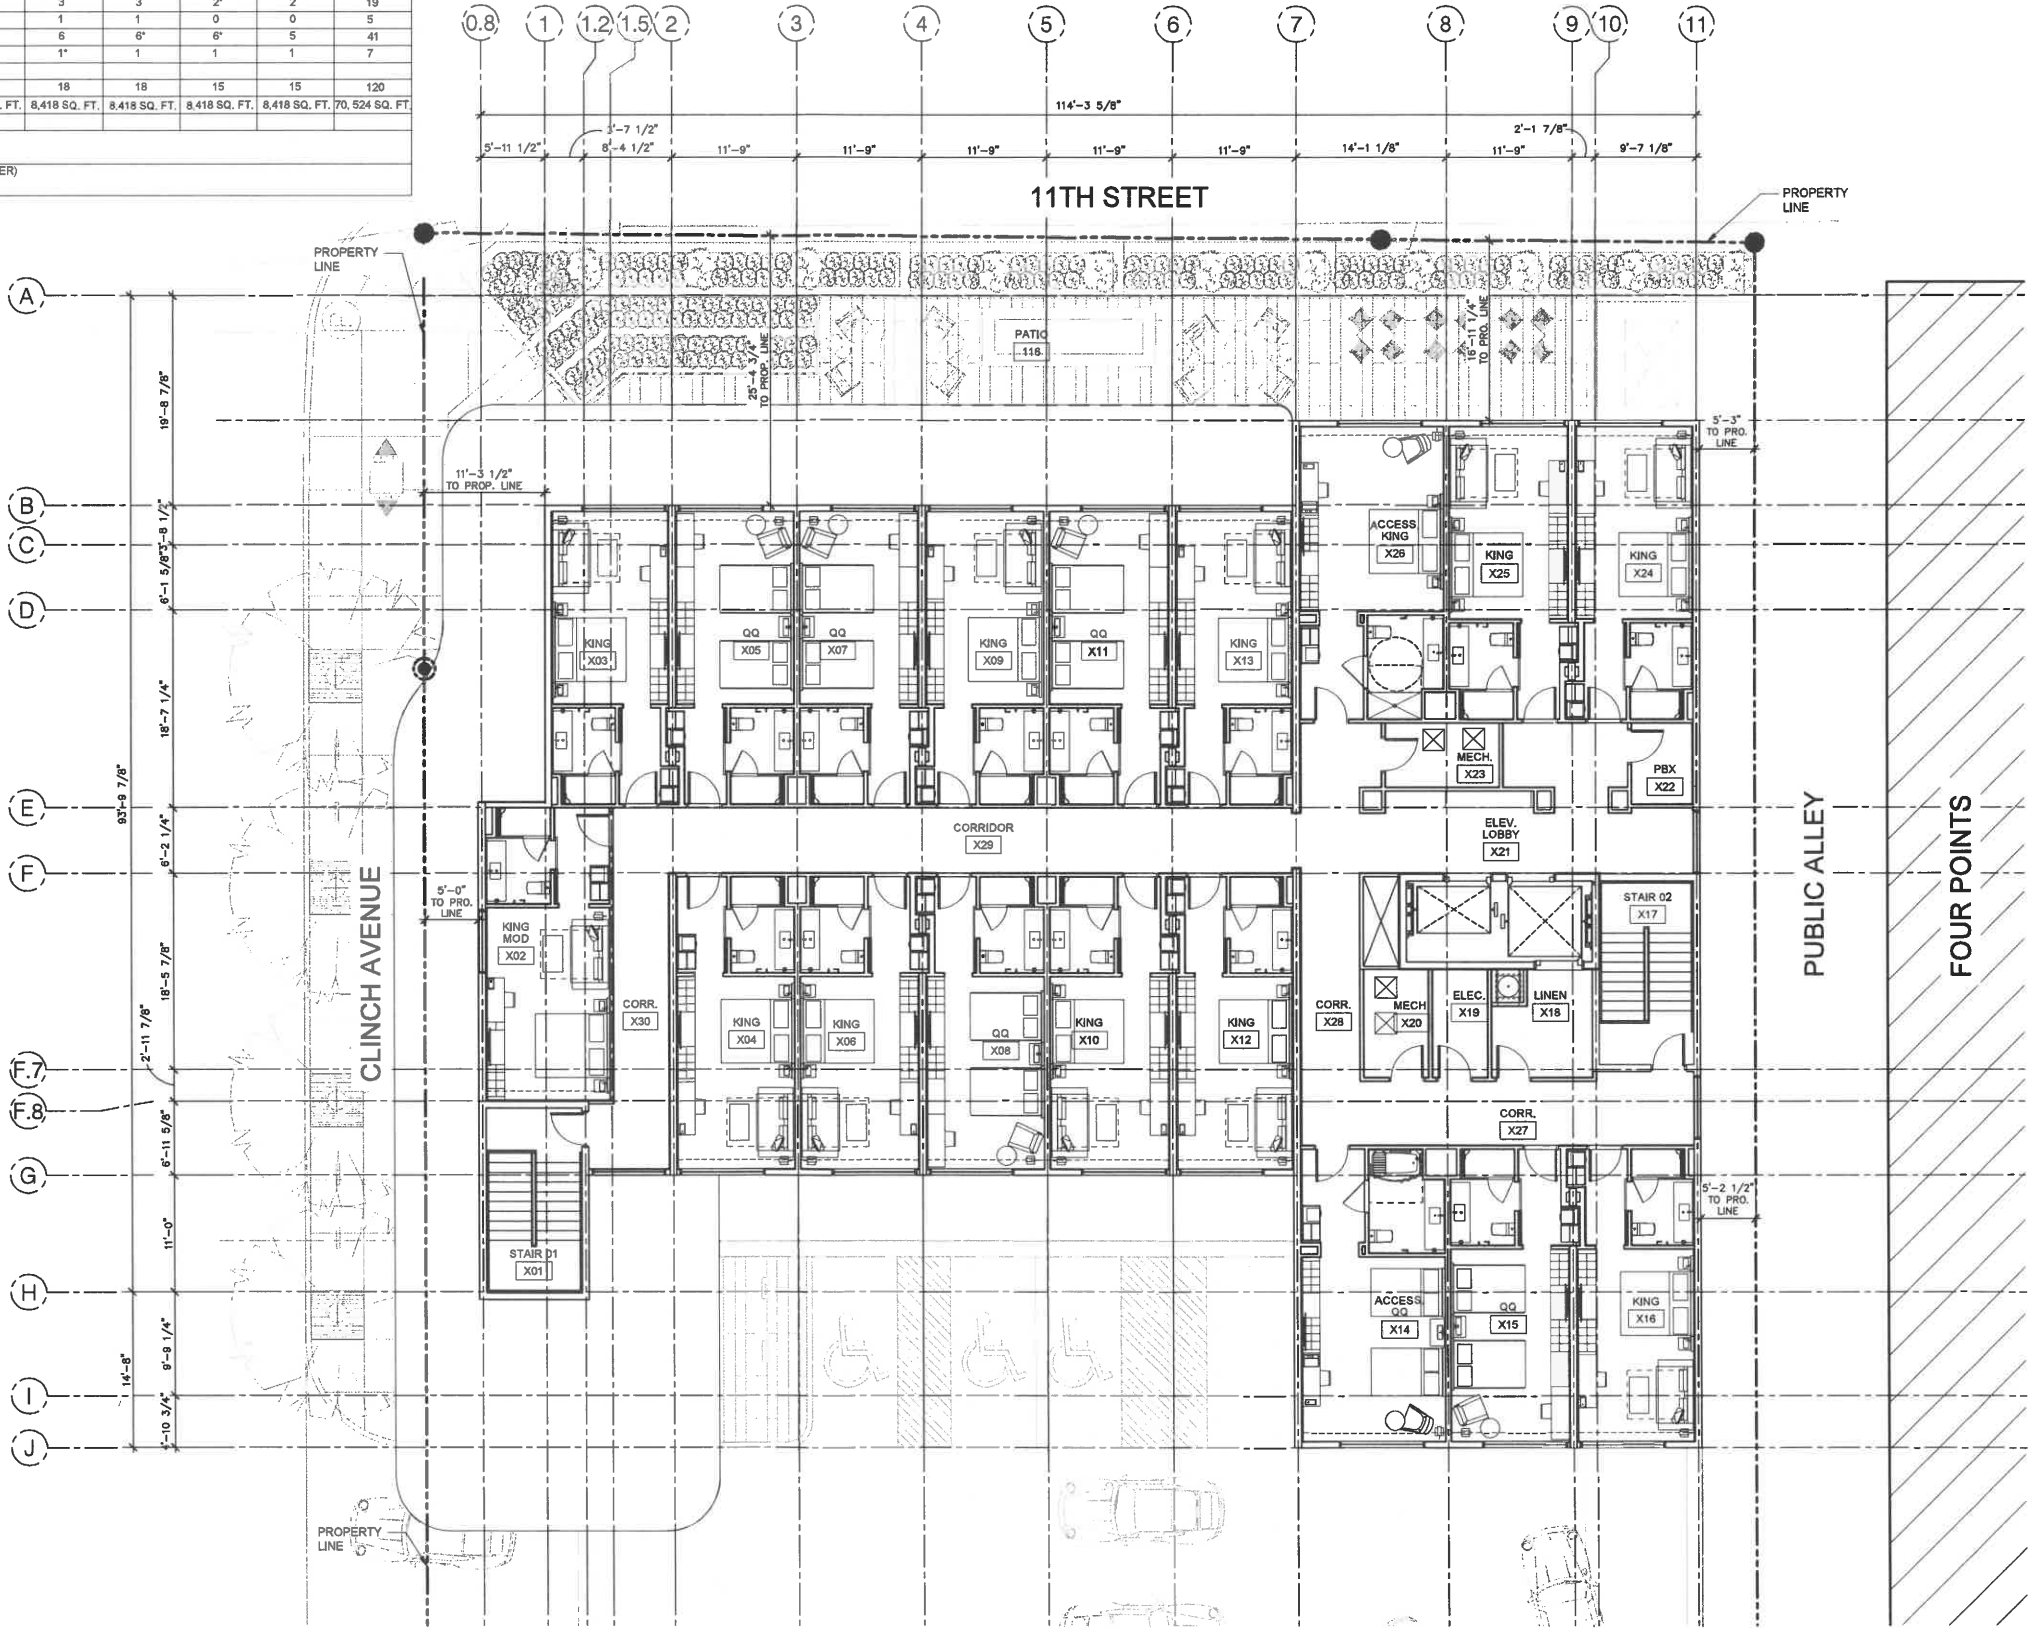 3 3 2* 2 19
1 1 0 0 5
6 6* 6* 5 41
1* 1 1 1 7
18 18 15 15 120
. FT. 8,418 SQ. FT. 8,418 SQ. FT. 8,418 SQ. FT. 8,418 SQ. FT. 70, 524 SQ. FT.
ER)
0.8 1 1.2 1.5 2 3 4 5 6 7 8 9 10 11
114'-3 5/8"
2'-1 7/8"
5'-11 1/2" 8'-4 1/2" 11'-9" 11'-9" 11'-9" 11'-9" 11'-9" 14'-1 1/8" 11'-9" 9'-7 1/8"
11TH STREET
PROPERTY
LINE
PROPERTY
LINE
A
B
C
D
E
F
F.7
F.8
G
H
I
J
19'-8 7/8"
3'-8 1/2"
6'-1 5/8"
18'-7 1/4"
93'-9 7/8"
6'-2 1/4"
18'-5 7/8"
2'-11 7/8"
6'-11 5/8"
11'-0"
9'-9 1/4"
14'-8"
PATIO
116
25'-4 3/4"
TO PROP. LINE
16'-11 1/4"
TO PRO. LINE
5'-3"
TO PRO.
LINE
11'-3 1/2"
TO PROP. LINE
ACCESS
KING
X26
KING
X25
KING
X24
KING
X03
QQ
X05
QQ
X07
KING
X09
QQ
X11
KING
X13
MECH.
X23
PBX
X22
CORRIDOR
X29
ELEV.
LOBBY
X21
CLINCH AVENUE
PUBLIC ALLEY
FOUR POINTS
5'-0"
TO PRO.
LINE
KING
MOD
X02
STAIR 02
X17
CORR.
X30
KING
X04
KING
X06
QQ
X08
KING
X10
KING
X12
CORR.
X28
MECH
X20
ELEC.
X19
LINEN
X18
CORR.
X27
5'-2 1/2"
TO PRO.
LINE
STAIR 01
X01
ACCESS
QQ
X14
QQ
X15
KING
X16
PROPERTY
LINE